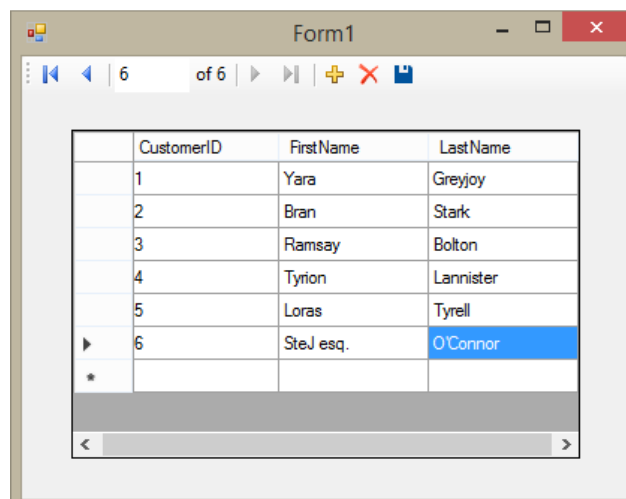 Form1
6 of 6
CustomerID FirstName LastName
1 Yara Greyjoy
2 Bran Stark
3 Ramsay Bolton
4 Tyrion Lannister
5 Loras Tyrell
6 SteJ esq. O'Connor